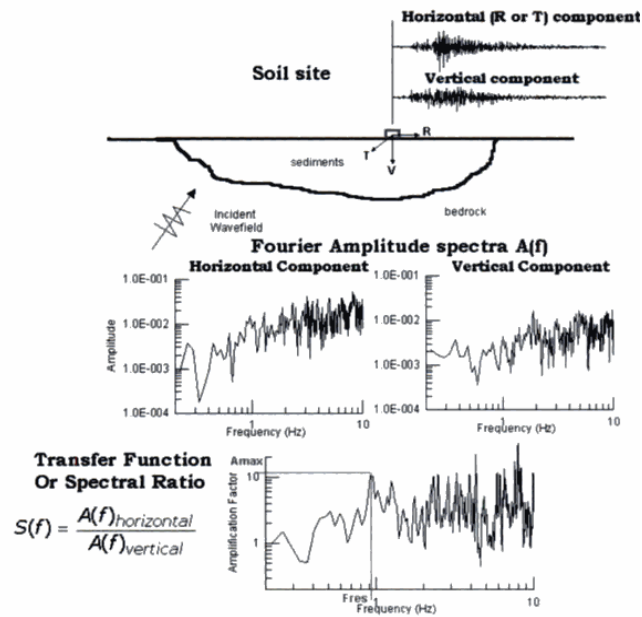 Horizontal (R or T) component
Soil site
Vertical component
R
T
V
sediments
Incident
Wavefield
bedrock
Fourier Amplitude spectra A(f)
Horizontal Component
Vertical Component
Amplitude
1.0E-001
1.0E-002
1.0E-003
1.0E-004
1
10
Frequency (Hz)
1.0E-001
1.0E-002
1.0E-003
1.0E-004
1
10
Frequency (Hz)
Transfer Function
Or Spectral Ratio
S(f) = A(f)horizontal
A(f)vertical
Amplification Factor
Amax
10
1
Fres
1
10
Frequency (Hz)